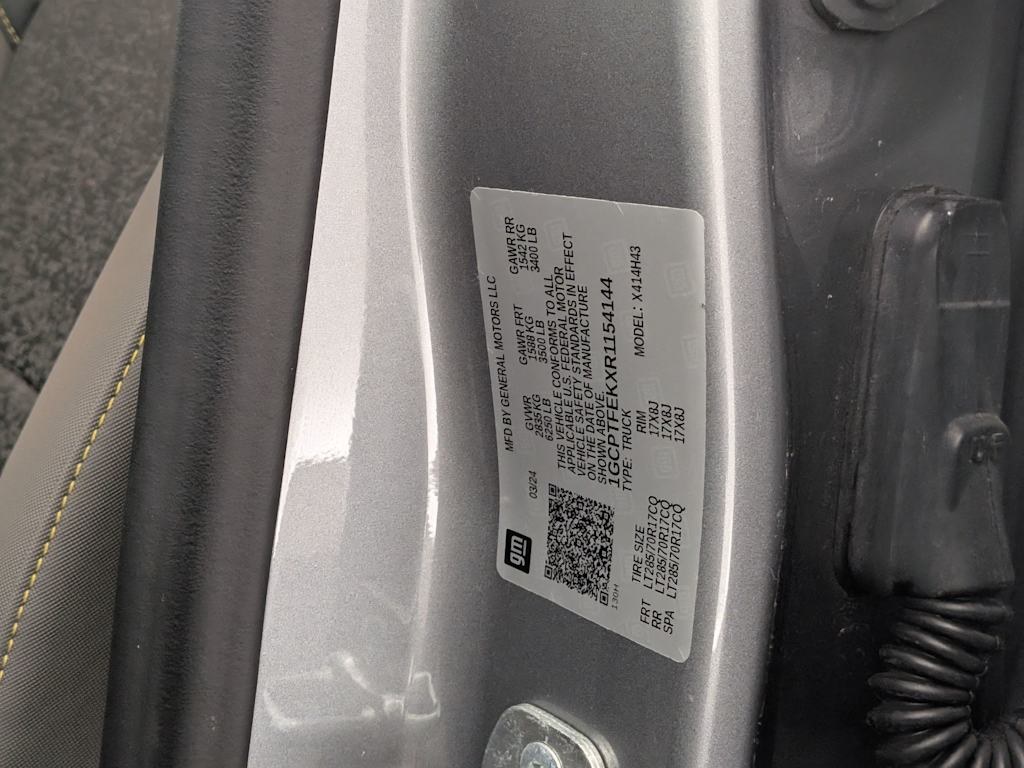 gm
03/24
MFD BY GENERAL MOTORS LLC
GVWR GAWR FRT GAWR RR
2835 KG 1588 KG 1542 KG
6250 LB 3500 LB 3400 LB
THIS VEHICLE CONFORMS TO ALL
APPLICABLE U.S. FEDERAL MOTOR
VEHICLE SAFETY STANDARDS IN EFFECT
ON THE DATE OF MANUFACTURE
SHOWN ABOVE.
1GCPTFEKXR1154144
TYPE: TRUCK MODEL: X414H43
130H
TIRE SIZE RIM
FRT LT285/70R17CQ 17X8J
RR LT285/70R17CQ 17X8J
SPA LT285/70R17CQ 17X8J